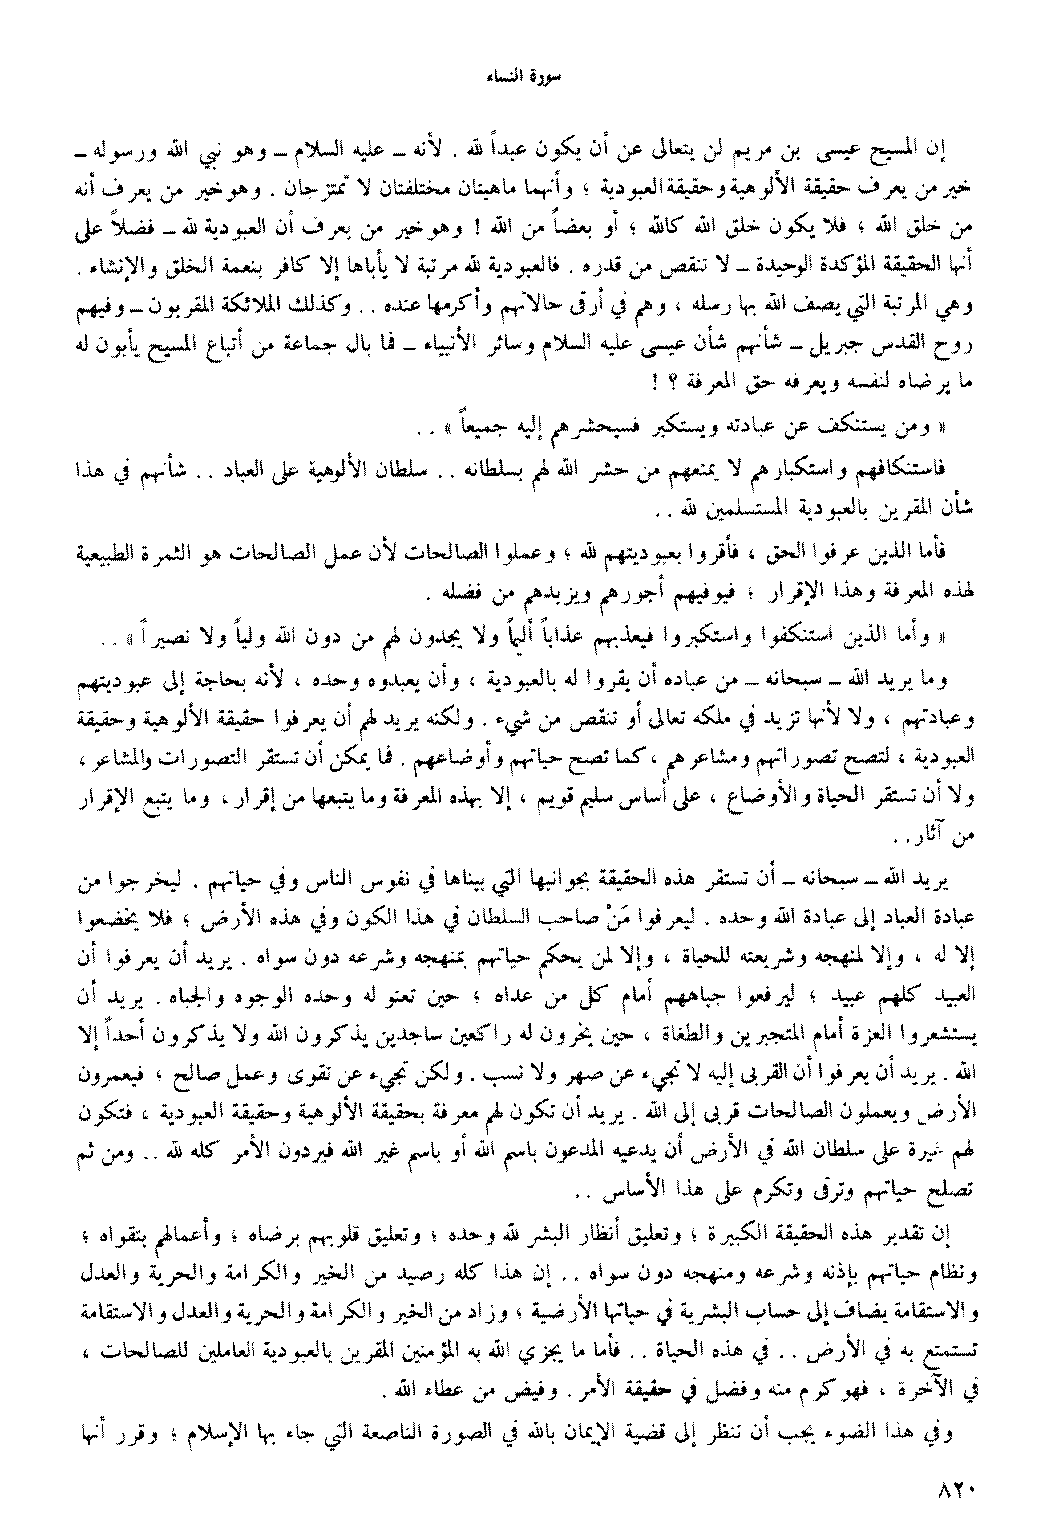 سورة النساء
إن المسيح عيسى بن مريم لن يتعالى عن أن يكون عبداً لله . لأنه ـ عليه السلام ـ وهو نبي الله ورسوله ـ
خير من يعرف حقيقة الألوهية وحقيقة العبودية ؛ وأنهما ماهيتان مختلفتان لا تمتزجان . وهو خير من يعرف أنه
من خلق الله ؛ فلا يكون خلق الله كالله ؛ أو بعضاً من الله ! وهو خير من يعرف أن العبودية لله ـ فضلاً على
أنها الحقيقة المؤكدة الوحيدة ـ لا تنقص من قدره . فالعبودية لله مرتبة لا يأباها إلا كافر بنعمة الخلق والإنشاء .
وهي المرتبة التي يصف الله بها رسله ، وهم في أرقى حالاتهم وأكرمها عنده .. وكذلك الملائكة المقربون ـ وفيهم
روح القدس جبريل ـ شأنهم شأن عيسى عليه السلام وسائر الأنبياء ـ فما بال جماعة من أتباع المسيح يأبون له
ما يرضاه لنفسه ويعرفه حق المعرفة ؟ !
« ومن يستنكف عن عبادته ويستكبر فسيحشرهم إليه جميعاً » ..
فاستنكافهم واستكبارهم لا يمنعهم من حشر الله لهم بسلطانه .. سلطان الألوهية على العباد .. شأنهم في هذا
شأن المقرين بالعبودية المستسلمين لله ..
فأما الذين عرفوا الحق ، فأقروا بعبوديتهم لله ؛ وعملوا الصالحات لأن عمل الصالحات هو الثمرة الطبيعية
لهذه المعرفة وهذا الإقرار ؛ فيوفيهم أجورهم ويزيدهم من فضله .
« وأما الذين استنكفوا واستكبروا فيعذبهم عذاباً أليماً ولا يجدون لهم من دون الله ولياً ولا نصيراً » ..
وما يريد الله ـ سبحانه ـ من عباده أن يقروا له بالعبودية ، وأن يعبدوه وحده ، لأنه بحاجة إلى عبوديتهم
وعبادتهم ، ولا لأنها تزيد في ملكه تعالى أو تنقص من شيء . ولكنه يريد لهم أن يعرفوا حقيقة الألوهية وحقيقة
العبودية ، لتصح تصوراتهم ومشاعرهم ، كما تصح حياتهم وأوضاعهم . فما يمكن أن تستقر التصورات والمشاعر ،
ولا أن تستقر الحياة والأوضاع ، على أساس سليم قويم ، إلا بهذه المعرفة وما يتبعها من إقرار ، وما يتبع الإقرار
من آثار ..
يريد الله ـ سبحانه ـ أن تستقر هذه الحقيقة بجوانبها التي بيناها في نفوس الناس وفي حياتهم . ليخرجوا من
عبادة العباد إلى عبادة الله وحده . ليعرفوا مَنْ صاحب السلطان في هذا الكون وفي هذه الأرض ؛ فلا يخضعوا
إلا له ، وإلا لمنهجه وشريعته للحياة ، وإلا لمن يحكم حياتهم بمنهجه وشرعه دون سواه . يريد أن يعرفوا أن
العبيد كلهم عبيد ؛ ليرفعوا جباههم أمام كل من عداه ؛ حين تعنو له وحده الوجوه والجباه . يريد أن
يستشعروا العزة أمام المتجبرين والطغاة ، حين يخرون له راكعين ساجدين يذكرون الله ولا يذكرون أحداً إلا
الله . يريد أن يعرفوا أن القربى إليه لا تجيء عن صهر ولا نسب . ولكن تجيء عن تقوى وعمل صالح ؛ فيعمرون
الأرض ويعملون الصالحات قربى إلى الله . يريد أن تكون لهم معرفة بحقيقة الألوهية وحقيقة العبودية ، فتكون
لهم غيرة على سلطان الله في الأرض أن يدعيه المدعون باسم الله أو باسم غير الله فيردون الأمر كله لله .. ومن ثم
تصلح حياتهم وترقى وتكرم على هذا الأساس ..
إن تقدير هذه الحقيقة الكبيرة ؛ وتعليق أنظار البشر لله وحده ؛ وتعليق قلوبهم برضاه ؛ وأعمالهم بتقواه ؛
ونظام حياتهم بإذنه وشرعه ومنهجه دون سواه .. إن هذا كله رصيد من الخير والكرامة والحرية والعدل
والاستقامة يضاف إلى حساب البشرية في حياتها الأرضية ؛ وزاد من الخير والكرامة والحرية والعدل والاستقامة
تستمتع به في الأرض .. في هذه الحياة .. فأما ما يجزي الله به المؤمنين المقرين بالعبودية العاملين للصالحات ،
في الآخرة ، فهو كرم منه وفضل في حقيقة الأمر . وفيض من عطاء الله .
وفي هذا الضوء يجب أن ننظر إلى قضية الإيمان بالله في الصورة الناصعة التي جاء بها الإسلام ؛ وقرر أنها
٨٢٠